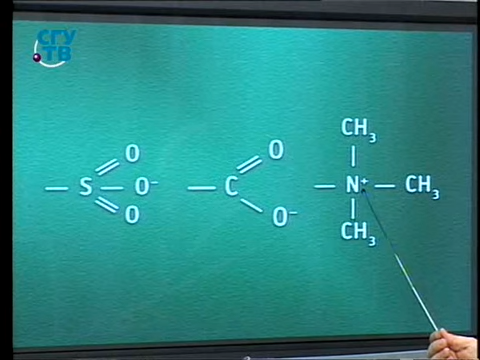 СГУ
ТВ
— S(=O)(—O⁻)(=O)
— C(=O)(—O⁻)
CH₃
— N⁺ — CH₃
CH₃